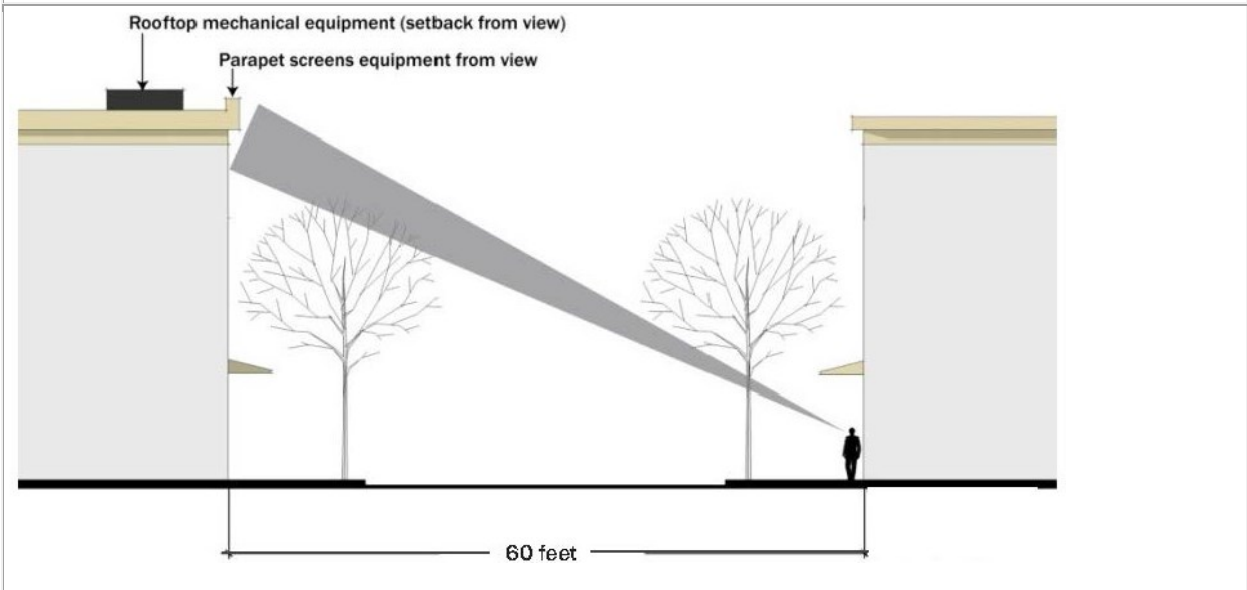 Rooftop mechanical equipment (setback from view)
Parapet screens equipment from view
60 feet